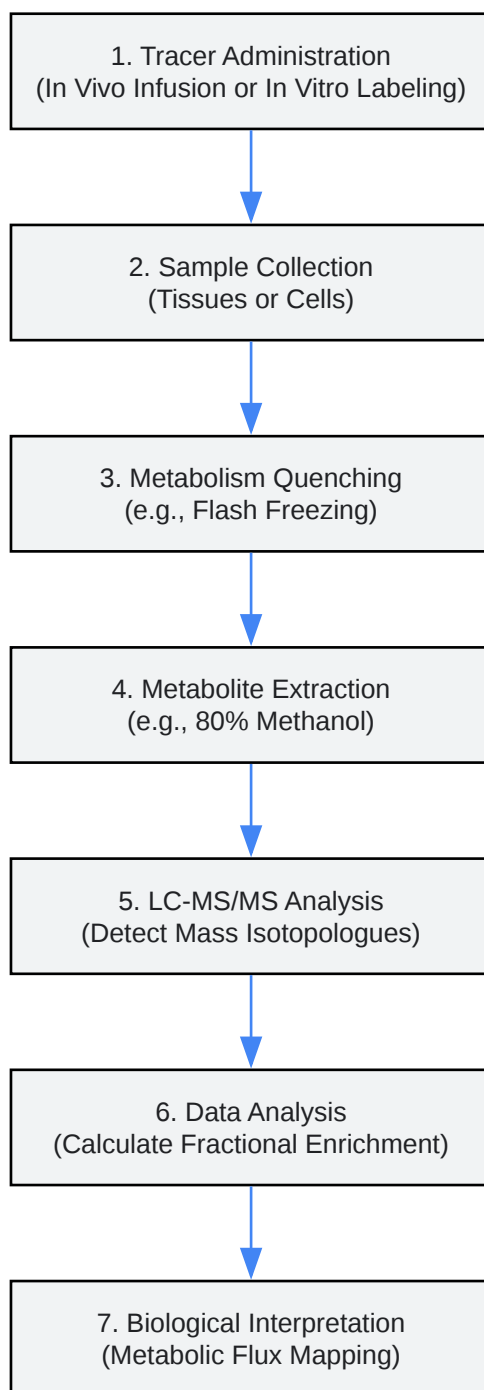 1. Tracer Administration
(In Vivo Infusion or In Vitro Labeling)
2. Sample Collection
(Tissues or Cells)
3. Metabolism Quenching
(e.g., Flash Freezing)
4. Metabolite Extraction
(e.g., 80% Methanol)
5. LC-MS/MS Analysis
(Detect Mass Isotopologues)
6. Data Analysis
(Calculate Fractional Enrichment)
7. Biological Interpretation
(Metabolic Flux Mapping)